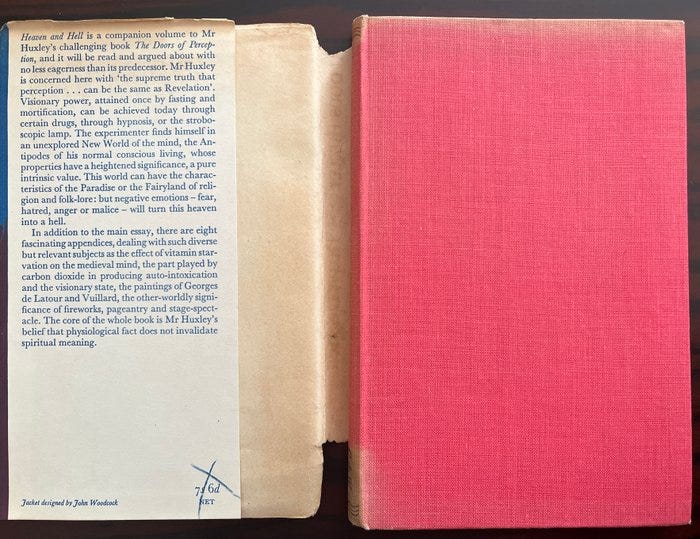 Heaven and Hell is a companion volume to Mr
Huxley's challenging book The Doors of Percep-
tion, and it will be read and argued about with
no less eagerness than its predecessor. Mr Huxley
is concerned here with ‘the supreme truth that
perception . . . can be the same as Revelation’.
Visionary power, attained once by fasting and
mortification, can be achieved today through
certain drugs, through hypnosis, or the strobo-
scopic lamp. The experimenter finds himself in
an unexplored New World of the mind, the An-
tipodes of his normal conscious living, whose
properties have a heightened significance, a pure
intrinsic value. This world can have the charac-
teristics of the Paradise or the Fairyland of reli-
gion and folk-lore: but negative emotions – fear,
hatred, anger or malice – will turn this heaven
into a hell.
In addition to the main essay, there are eight
fascinating appendices, dealing with such diverse
but relevant subjects as the effect of vitamin star-
vation on the medieval mind, the part played by
carbon dioxide in producing auto-intoxication
and the visionary state, the paintings of Georges
de Latour and Vuillard, the other-worldly signi-
ficance of fireworks, pageantry and stage-spect-
acle. The core of the whole book is Mr Huxley's
belief that physiological fact does not invalidate
spiritual meaning.
7s 6d
NET
Jacket designed by John Woodcock